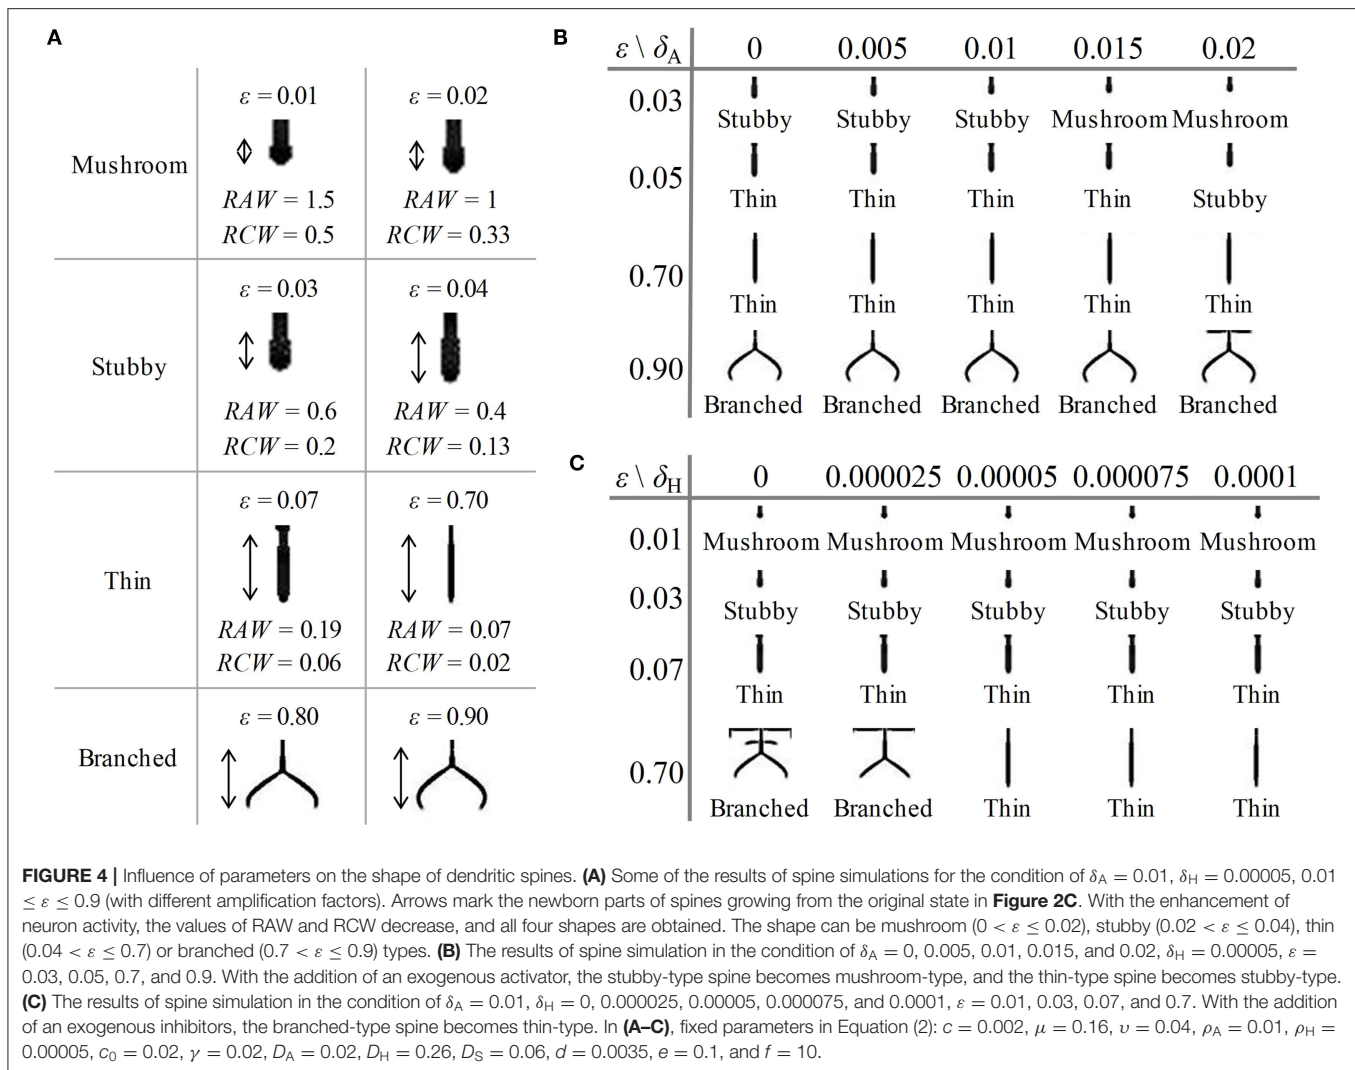 A
Mushroom
ε = 0.01
ε = 0.02
RAW = 1.5
RAW = 1
RCW = 0.5
RCW = 0.33
Stubby
ε = 0.03
ε = 0.04
RAW = 0.6
RAW = 0.4
RCW = 0.2
RCW = 0.13
Thin
ε = 0.07
ε = 0.70
RAW = 0.19
RAW = 0.07
RCW = 0.06
RCW = 0.02
Branched
ε = 0.80
ε = 0.90
B
ε \ δA 0 0.005 0.01 0.015 0.02
0.03
Stubby Stubby Stubby Mushroom Mushroom
0.05
Thin Thin Thin Thin Stubby
0.70
Thin Thin Thin Thin Thin
0.90
Branched Branched Branched Branched Branched
C
ε \ δH 0 0.000025 0.00005 0.000075 0.0001
0.01
Mushroom Mushroom Mushroom Mushroom Mushroom
0.03
Stubby Stubby Stubby Stubby Stubby
0.07
Thin Thin Thin Thin Thin
0.70
Branched Branched Thin Thin Thin
FIGURE 4 | Influence of parameters on the shape of dendritic spines. (A) Some of the results of spine simulations for the condition of δA = 0.01, δH = 0.00005, 0.01
≤ ε ≤ 0.9 (with different amplification factors). Arrows mark the newborn parts of spines growing from the original state in Figure 2C. With the enhancement of
neuron activity, the values of RAW and RCW decrease, and all four shapes are obtained. The shape can be mushroom (0 < ε ≤ 0.02), stubby (0.02 < ε ≤ 0.04), thin
(0.04 < ε ≤ 0.7) or branched (0.7 < ε ≤ 0.9) types. (B) The results of spine simulation in the condition of δA = 0, 0.005, 0.01, 0.015, and 0.02, δH = 0.00005, ε =
0.03, 0.05, 0.7, and 0.9. With the addition of an exogenous activator, the stubby-type spine becomes mushroom-type, and the thin-type spine becomes stubby-type.
(C) The results of spine simulation in the condition of δA = 0.01, δH = 0, 0.000025, 0.00005, 0.000075, and 0.0001, ε = 0.01, 0.03, 0.07, and 0.7. With the addition
of an exogenous inhibitors, the branched-type spine becomes thin-type. In (A–C), fixed parameters in Equation (2): c = 0.002, μ = 0.16, υ = 0.04, ρA = 0.01, ρH =
0.00005, c0 = 0.02, γ = 0.02, DA = 0.02, DH = 0.26, DS = 0.06, d = 0.0035, e = 0.1, and f = 10.